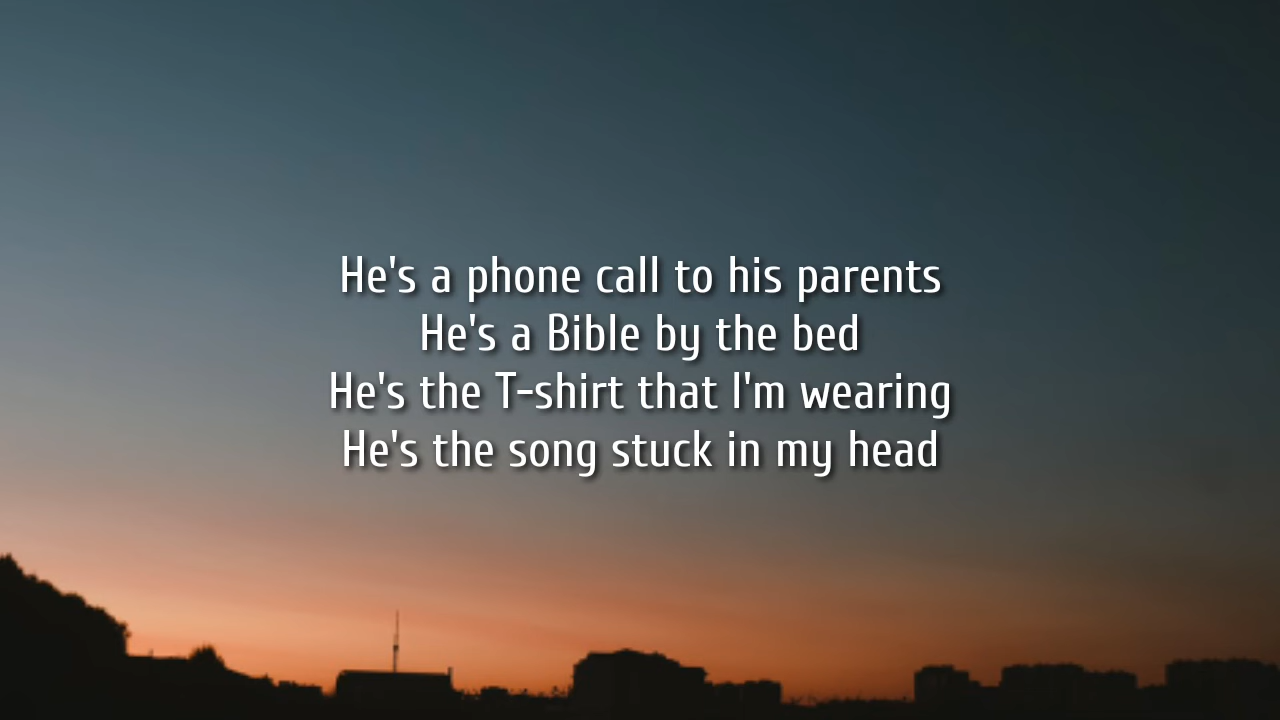 He's a phone call to his parents
He's a Bible by the bed
He's the T-shirt that I'm wearing
He's the song stuck in my head